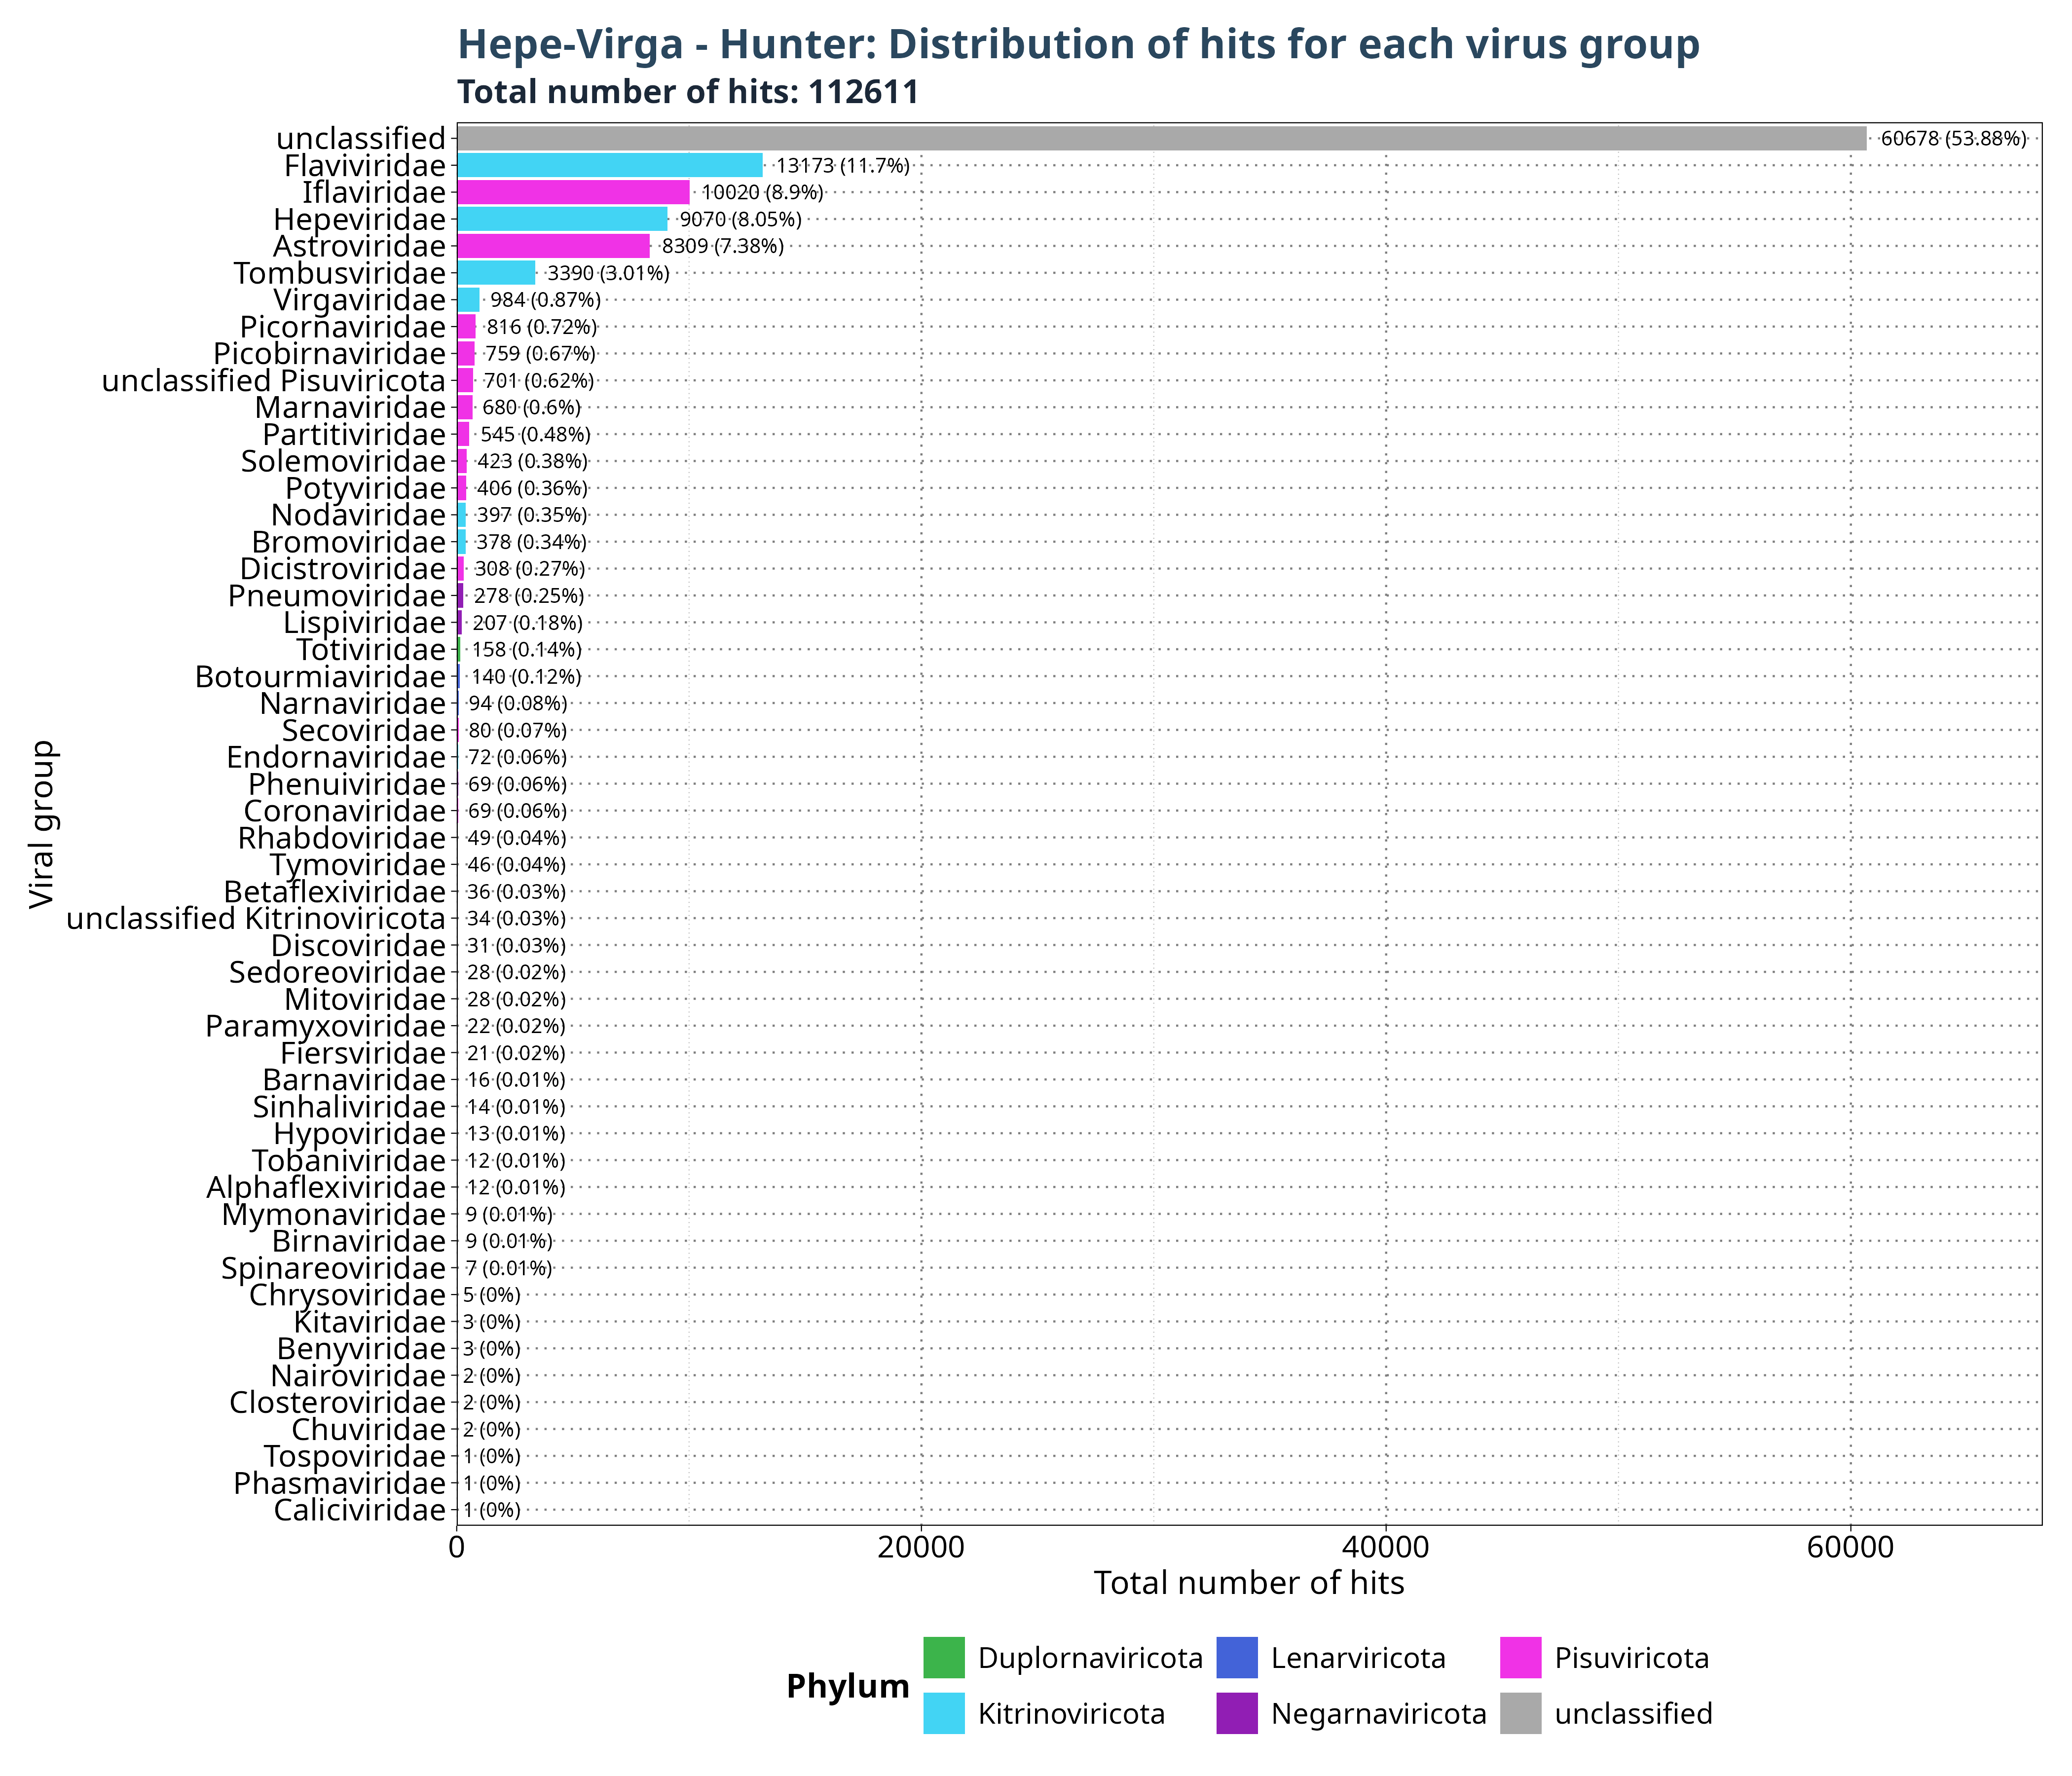 Hepe-Virga - Hunter: Distribution of hits for each virus group
Total number of hits: 112611
Viral group
unclassified 60678 (53.88%)
Flaviviridae 13173 (11.7%)
Iflaviridae 10020 (8.9%)
Hepeviridae 9070 (8.05%)
Astroviridae 8309 (7.38%)
Tombusviridae 3390 (3.01%)
Virgaviridae 984 (0.87%)
Picornaviridae 816 (0.72%)
Picobirnaviridae 759 (0.67%)
unclassified Pisuviricota 701 (0.62%)
Marnaviridae 680 (0.6%)
Partitiviridae 545 (0.48%)
Solemoviridae 423 (0.38%)
Potyviridae 406 (0.36%)
Nodaviridae 397 (0.35%)
Bromoviridae 378 (0.34%)
Dicistroviridae 308 (0.27%)
Pneumoviridae 278 (0.25%)
Lispiviridae 207 (0.18%)
Totiviridae 158 (0.14%)
Botourmiaviridae 140 (0.12%)
Narnaviridae 94 (0.08%)
Secoviridae 80 (0.07%)
Endornaviridae 72 (0.06%)
Phenuiviridae 69 (0.06%)
Coronaviridae 69 (0.06%)
Rhabdoviridae 49 (0.04%)
Tymoviridae 46 (0.04%)
Betaflexiviridae 36 (0.03%)
unclassified Kitrinoviricota 34 (0.03%)
Discoviridae 31 (0.03%)
Sedoreoviridae 28 (0.02%)
Mitoviridae 28 (0.02%)
Paramyxoviridae 22 (0.02%)
Fiersviridae 21 (0.02%)
Barnaviridae 16 (0.01%)
Sinhaliviridae 14 (0.01%)
Hypoviridae 13 (0.01%)
Tobaniviridae 12 (0.01%)
Alphaflexiviridae 12 (0.01%)
Mymonaviridae 9 (0.01%)
Birnaviridae 9 (0.01%)
Spinareoviridae 7 (0.01%)
Chrysoviridae 5 (0%)
Kitaviridae 3 (0%)
Benyviridae 3 (0%)
Nairoviridae 2 (0%)
Closteroviridae 2 (0%)
Chuviridae 2 (0%)
Tospoviridae 1 (0%)
Phasmaviridae 1 (0%)
Caliciviridae 1 (0%)
0 20000 40000 60000
Total number of hits
Phylum
Duplornaviricota Lenarviricota Pisuviricota
Kitrinoviricota Negarnaviricota unclassified